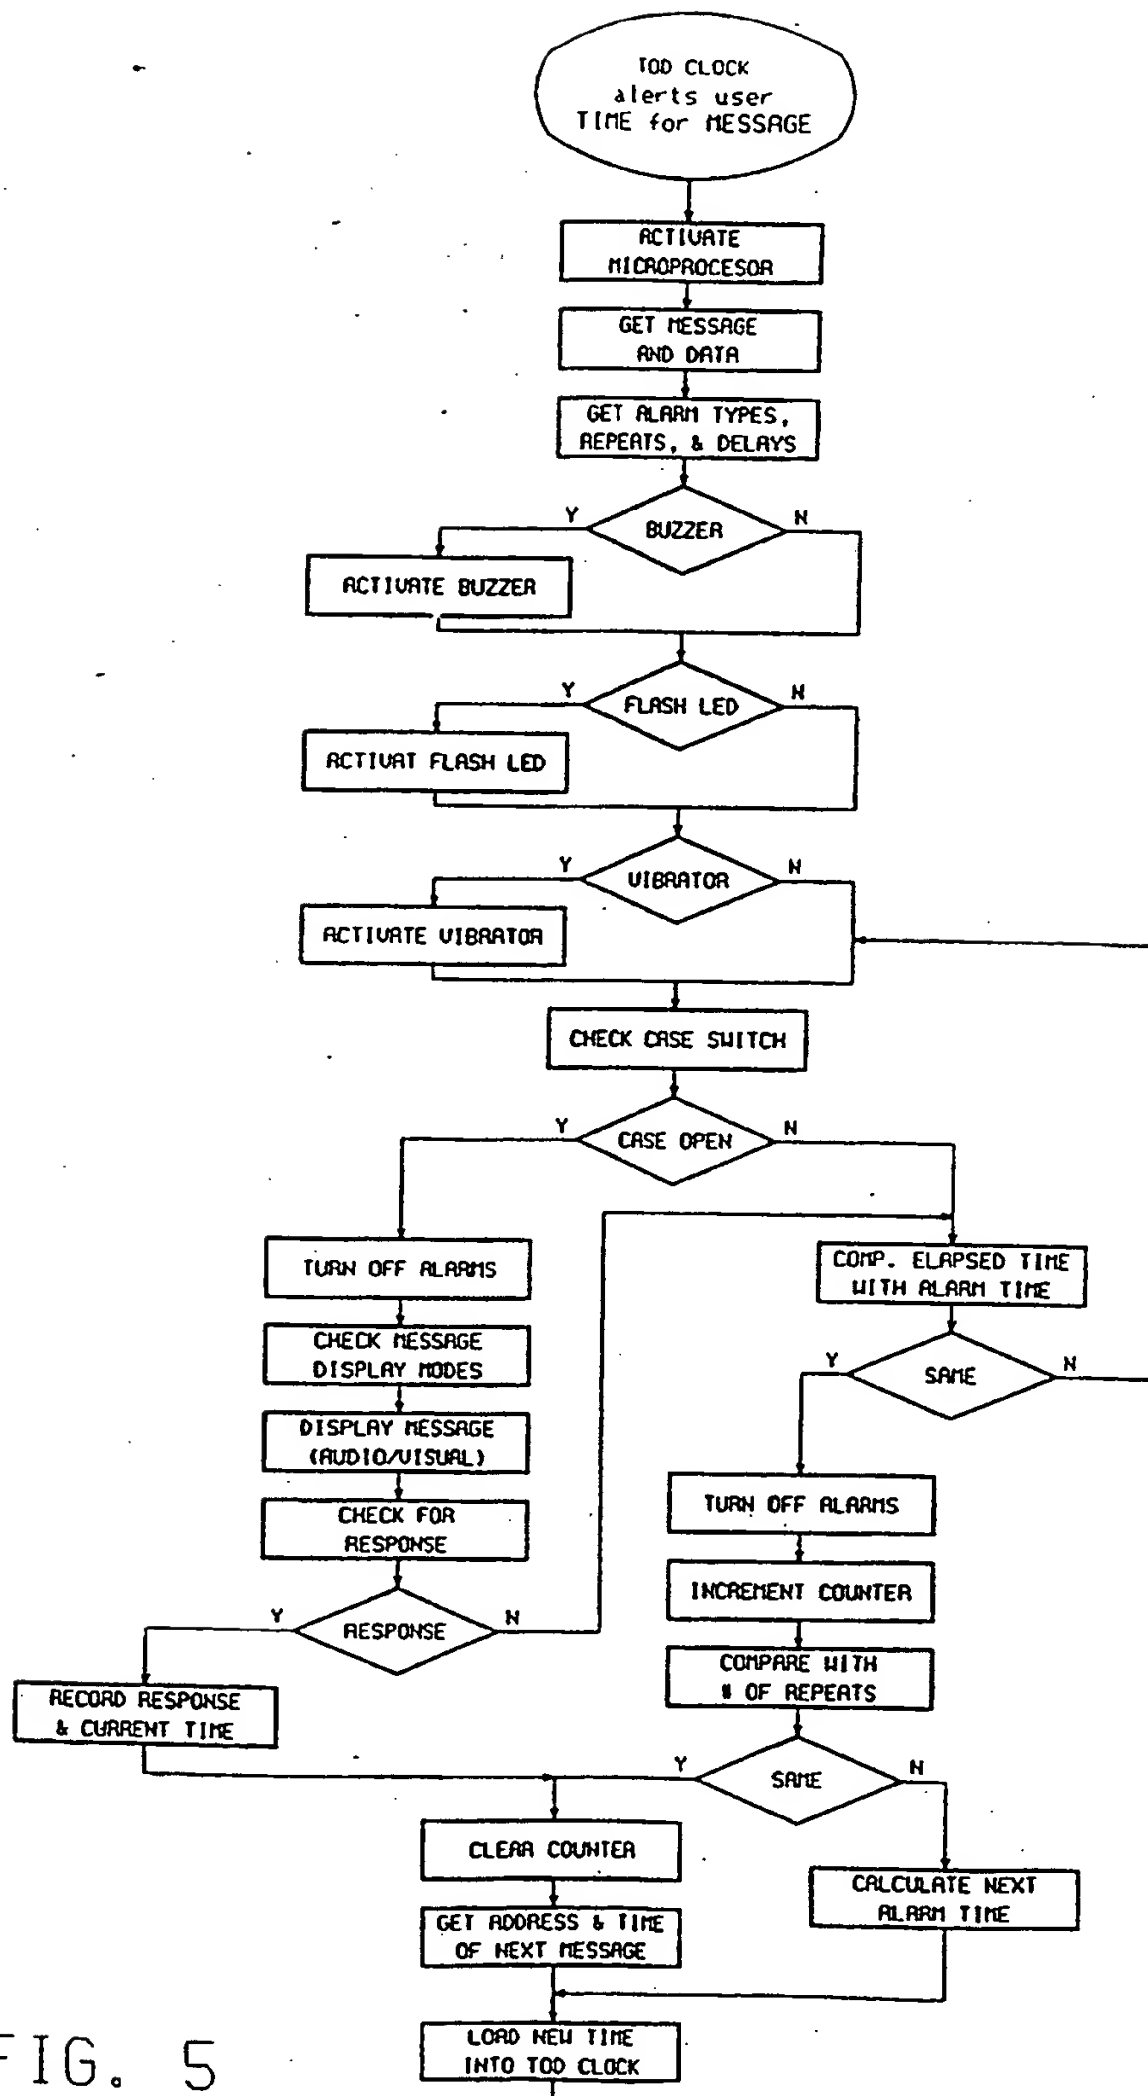 TOD CLOCK
alerts user
TIME for MESSAGE
ACTIVATE
MICROPROCESOR
GET MESSAGE
AND DATA
GET ALARM TYPES,
REPEATS, & DELAYS
Y
BUZZER
N
ACTIVATE BUZZER
Y
FLASH LED
N
ACTIVAT FLASH LED
Y
VIBRATOR
N
ACTIVATE VIBRATOR
CHECK CASE SWITCH
Y
CASE OPEN
N
TURN OFF ALARMS
COMP. ELAPSED TIME
WITH ALARM TIME
CHECK MESSAGE
DISPLAY MODES
Y
SAME
N
DISPLAY MESSAGE
(AUDIO/VISUAL)
TURN OFF ALARMS
CHECK FOR
RESPONSE
INCREMENT COUNTER
Y
RESPONSE
N
COMPARE WITH
# OF REPEATS
RECORD RESPONSE
& CURRENT TIME
Y
SAME
N
CLEAR COUNTER
CALCULATE NEXT
ALARM TIME
GET ADDRESS & TIME
OF NEXT MESSAGE
LOAD NEW TIME
INTO TOD CLOCK
FIG. 5